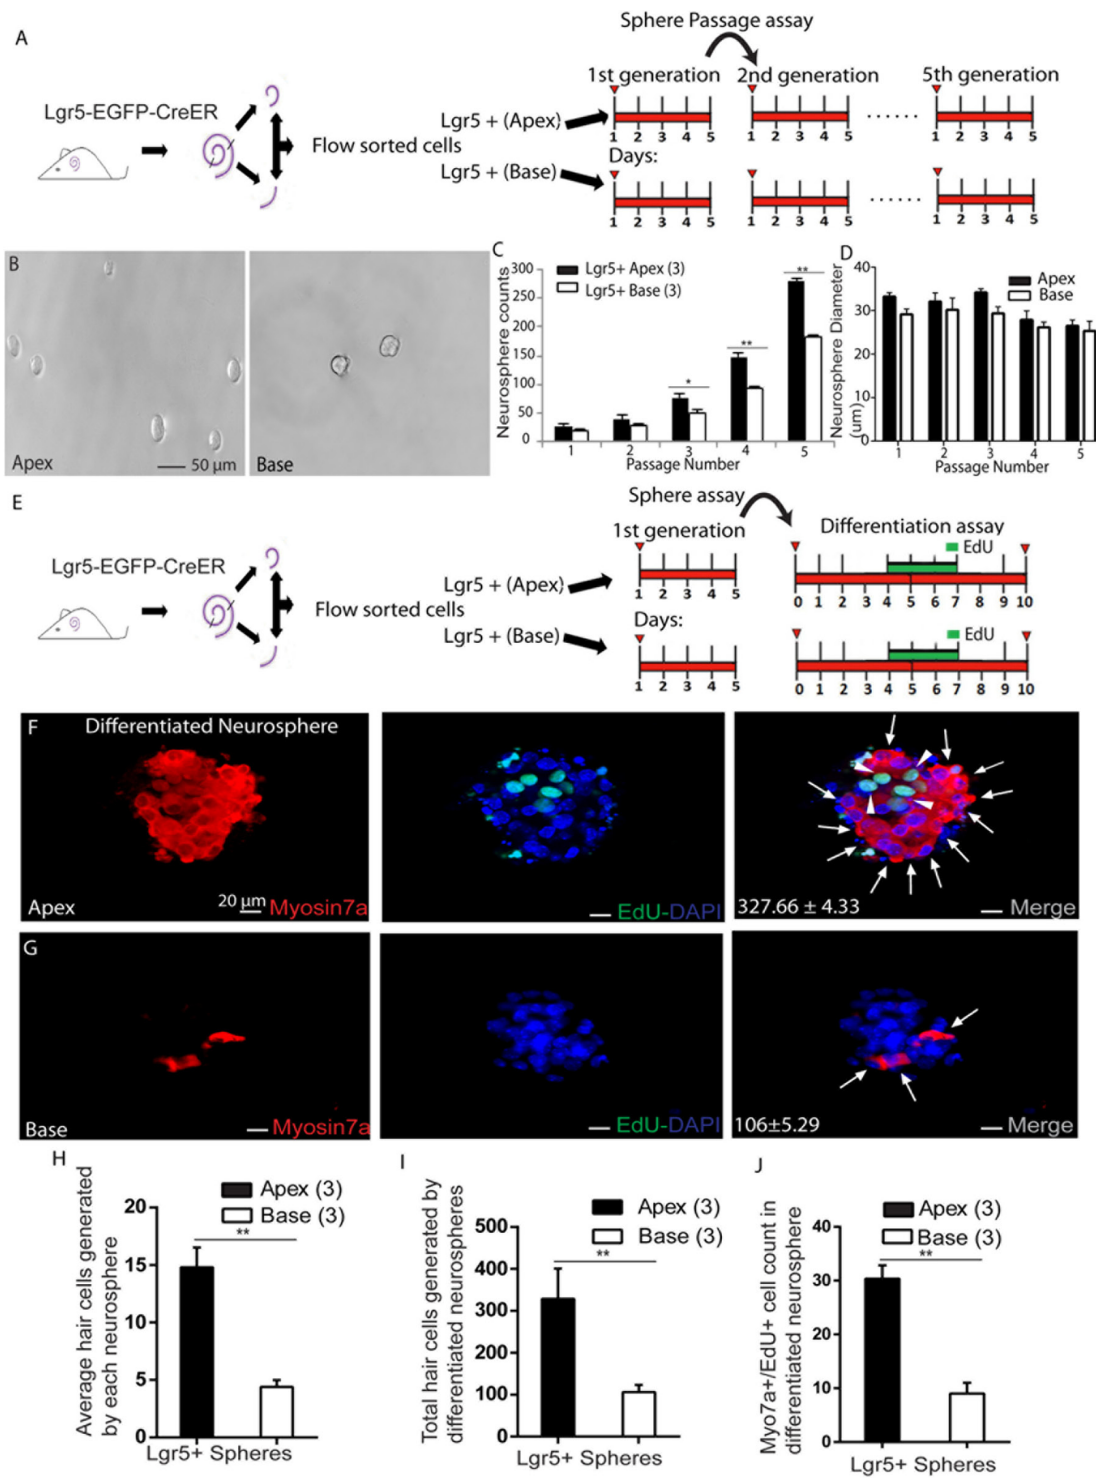 A
Sphere Passage assay
1st generation
2nd generation
5th generation
Lgr5-EGFP-CreER
Flow sorted cells
Lgr5 + (Apex)
Lgr5 + (Base)
1 2 3 4 5
1 2 3 4 5
1 2 3 4 5
Days:
1 2 3 4 5
1 2 3 4 5
1 2 3 4 5
B
Apex
50 µm
Base
C
Lgr5+ Apex (3)
Lgr5+ Base (3)
Neurosphere counts
300
250
200
150
100
50
0
*
**
**
1 2 3 4 5
Passage Number
D
Apex
Base
Neurosphere Diameter
(um)
40
30
20
10
0
1 2 3 4 5
Passage Number
E
Sphere assay
1st generation
Differentiation assay
Lgr5-EGFP-CreER
Flow sorted cells
Lgr5 + (Apex)
Lgr5 + (Base)
EdU
1 2 3 4 5
0 1 2 3 4 5 6 7 8 9 10
Days:
EdU
1 2 3 4 5
0 1 2 3 4 5 6 7 8 9 10
F
Differentiated Neurosphere
Apex
20 µm
Myosin7a
EdU-DAPI
327.66 ± 4.33
Merge
G
Base
Myosin7a
EdU-DAPI
106±5.29
Merge
H
Apex (3)
Base (3)
Average hair cells generated
by each neurosphere
20
15
10
5
0
**
Lgr5+ Spheres
I
Apex (3)
Base (3)
Total hair cells generated by
differentiated neurospheres
500
400
300
200
100
0
**
Lgr5+ Spheres
J
Apex (3)
Base (3)
Myo7a+/EdU+ cell count in
differentiated neurosphere
40
30
20
10
0
**
Lgr5+ Spheres